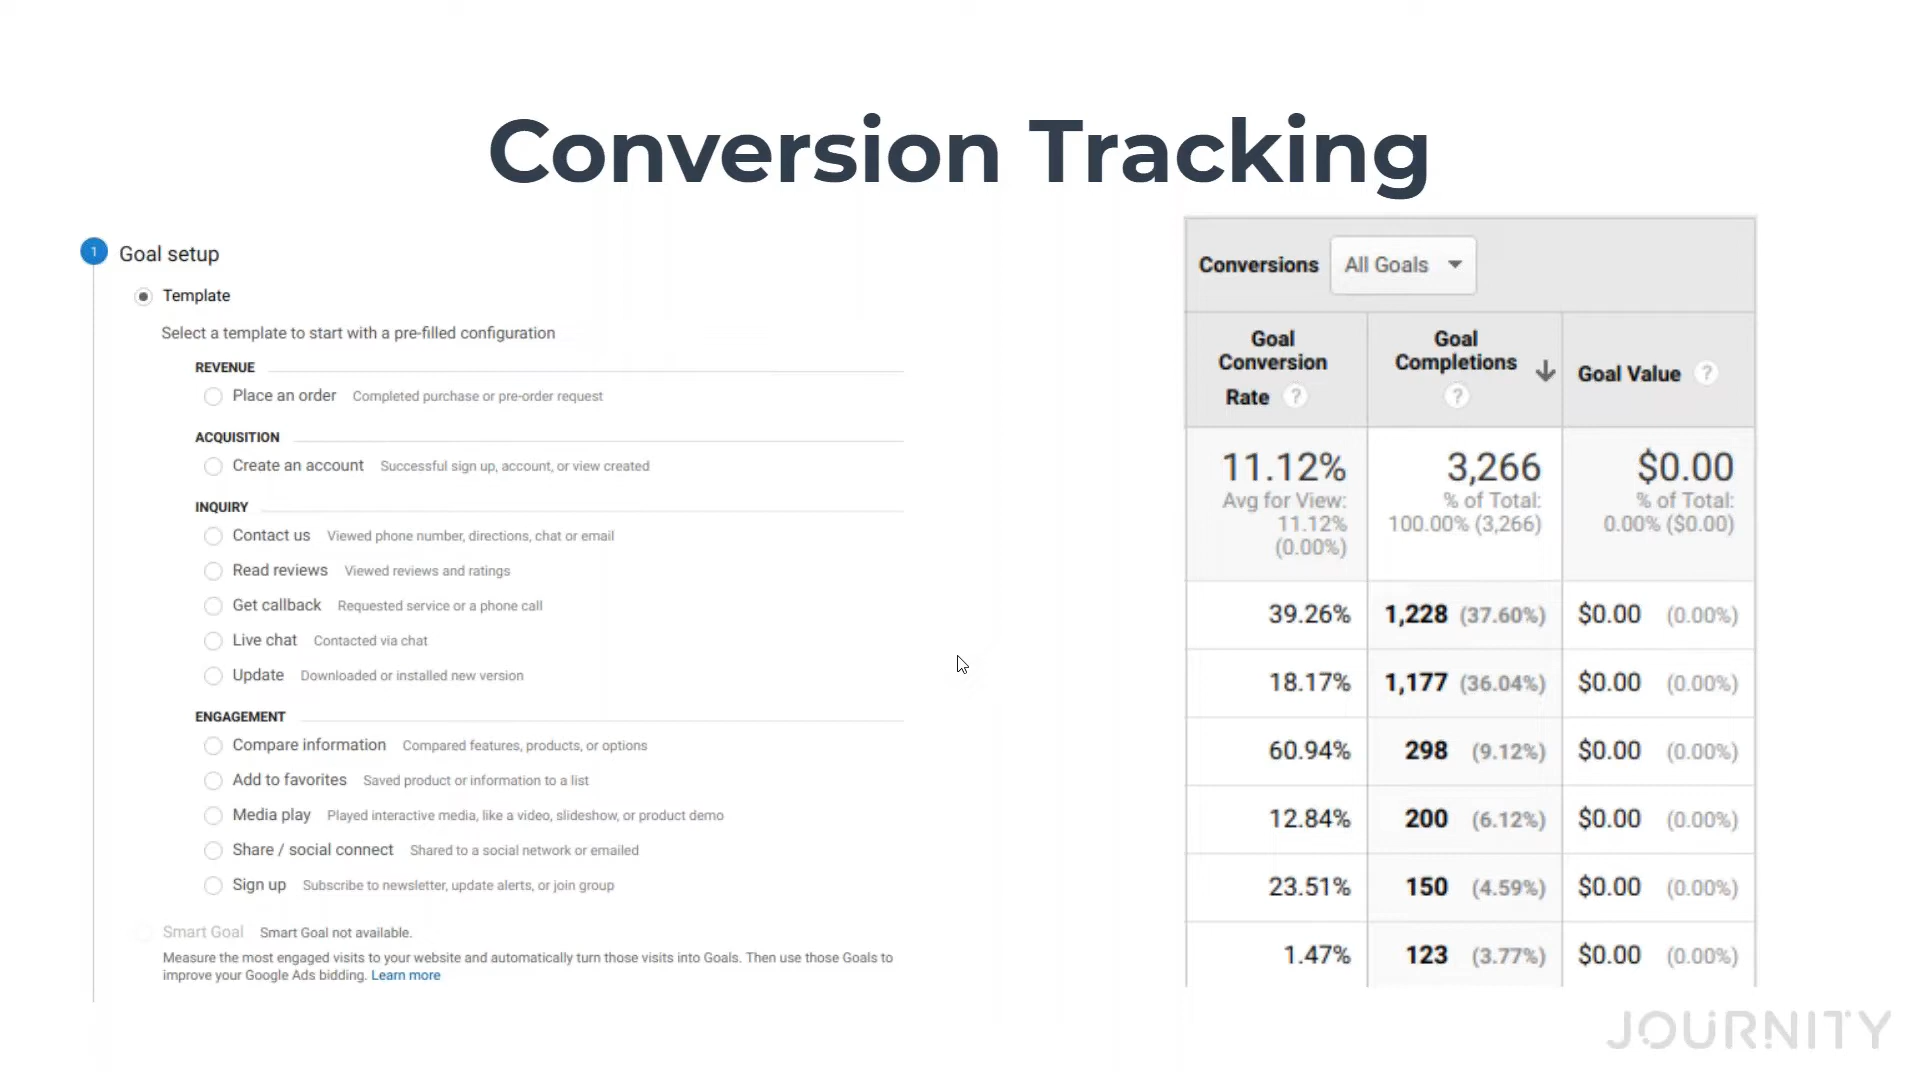 Conversion Tracking
1 Goal setup
Template
Select a template to start with a pre-filled configuration
REVENUE
Place an order Completed purchase or pre-order request
ACQUISITION
Create an account Successful sign up, account, or view created
INQUIRY
Contact us Viewed phone number, directions, chat or email
Read reviews Viewed reviews and ratings
Get callback Requested service or a phone call
Live chat Contacted via chat
Update Downloaded or installed new version
ENGAGEMENT
Compare information Compared features, products, or options
Add to favorites Saved product or information to a list
Media play Played interactive media, like a video, slideshow, or product demo
Share / social connect Shared to a social network or emailed
Sign up Subscribe to newsletter, update alerts, or join group
Smart Goal Smart Goal not available.
Measure the most engaged visits to your website and automatically turn those visits into Goals. Then use those Goals to
improve your Google Ads bidding. Learn more
Conversions All Goals
Goal
Conversion
Rate ?
Goal
Completions
?
Goal Value ?
11.12%
Avg for View:
11.12%
(0.00%)
3,266
% of Total:
100.00% (3,266)
$0.00
% of Total:
0.00% ($0.00)
39.26% 1,228 (37.60%) $0.00 (0.00%)
18.17% 1,177 (36.04%) $0.00 (0.00%)
60.94% 298 (9.12%) $0.00 (0.00%)
12.84% 200 (6.12%) $0.00 (0.00%)
23.51% 150 (4.59%) $0.00 (0.00%)
1.47% 123 (3.77%) $0.00 (0.00%)
JOURNITY